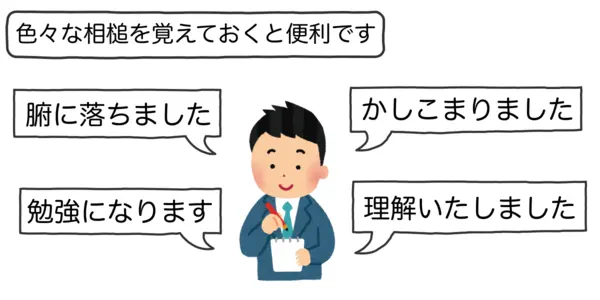 色々な相槌を覚えておくと便利です
腑に落ちました
かしこまりました
勉強になります
理解いたしました